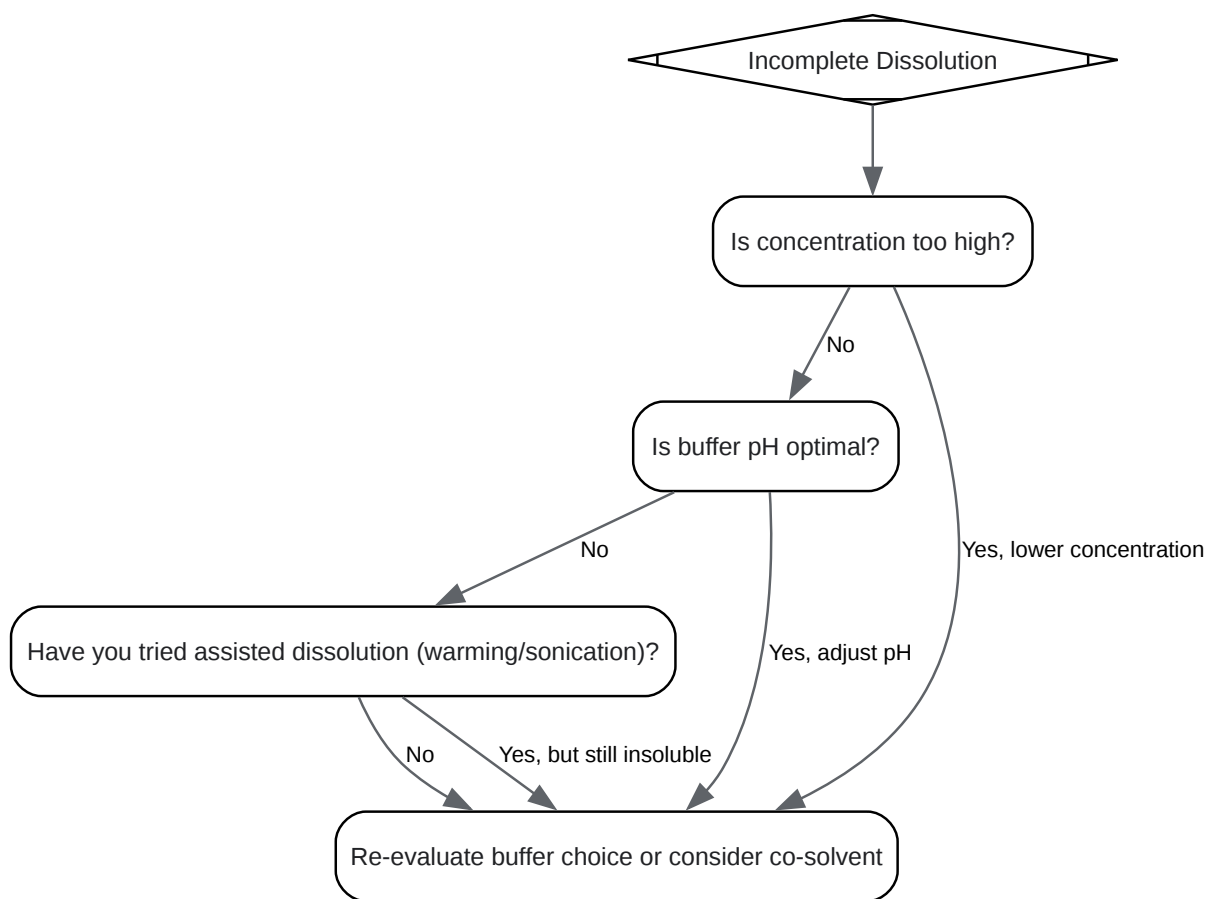 Incomplete Dissolution
Is concentration too high?
No
Is buffer pH optimal?
No
Yes, lower concentration
Have you tried assisted dissolution (warming/sonication)?
Yes, adjust pH
No
Yes, but still insoluble
Re-evaluate buffer choice or consider co-solvent